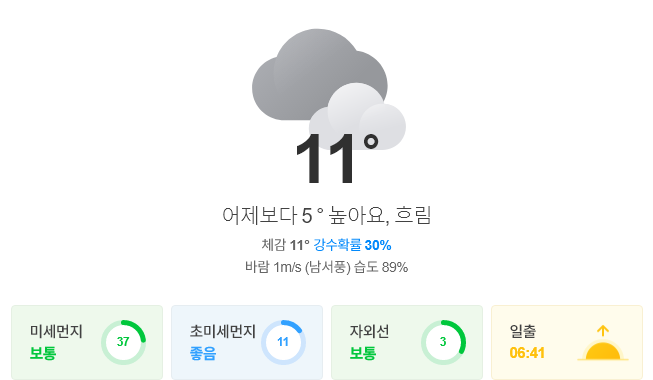 11°
어제보다 5 ° 높아요, 흐림
체감 11° 강수확률 30%
바람 1m/s (남서풍) 습도 89%
미세먼지
보통
37
초미세먼지
좋음
11
자외선
보통
3
일출
06:41